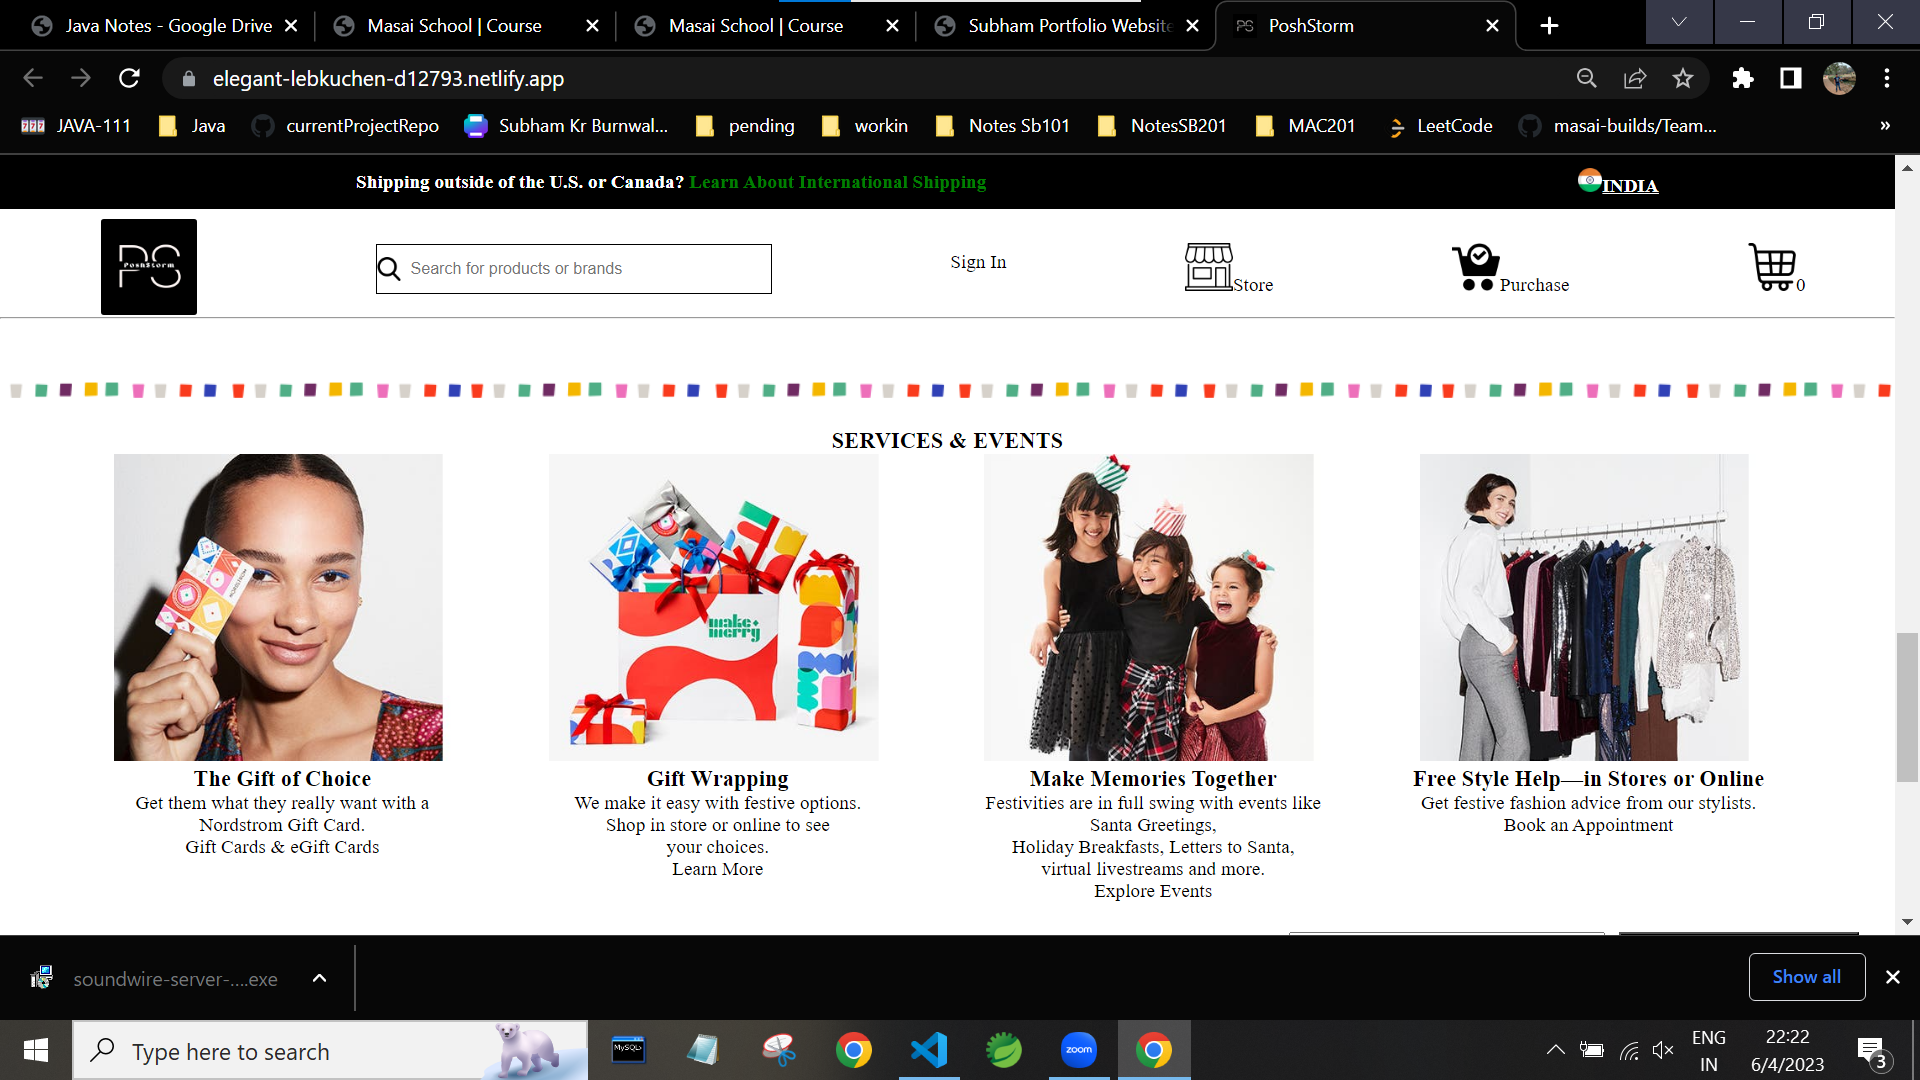 Java Notes - Google Drive
Masai School | Course
Masai School | Course
Subham Portfolio Website
PS PoshStorm
elegant-lebkuchen-d12793.netlify.app
JAVA-111
Java
currentProjectRepo
Subham Kr Burnwal...
pending
workin
Notes Sb101
NotesSB201
MAC201
LeetCode
masai-builds/Team...
»
Shipping outside of the U.S. or Canada? Learn About International Shipping
INDIA
PS
PoshStorm
Search for products or brands
Sign In
Store
Purchase
0
SERVICES & EVENTS
NORDSTROM
make
merry
The Gift of Choice
Get them what they really want with a
Nordstrom Gift Card.
Gift Cards & eGift Cards
Gift Wrapping
We make it easy with festive options.
Shop in store or online to see
your choices.
Learn More
Make Memories Together
Festivities are in full swing with events like
Santa Greetings,
Holiday Breakfasts, Letters to Santa,
virtual livestreams and more.
Explore Events
Free Style Help—in Stores or Online
Get festive fashion advice from our stylists.
Book an Appointment
soundwire-server-....exe
Show all
Type here to search
MySQL
zoom
ENG
IN
22:22
6/4/2023
3